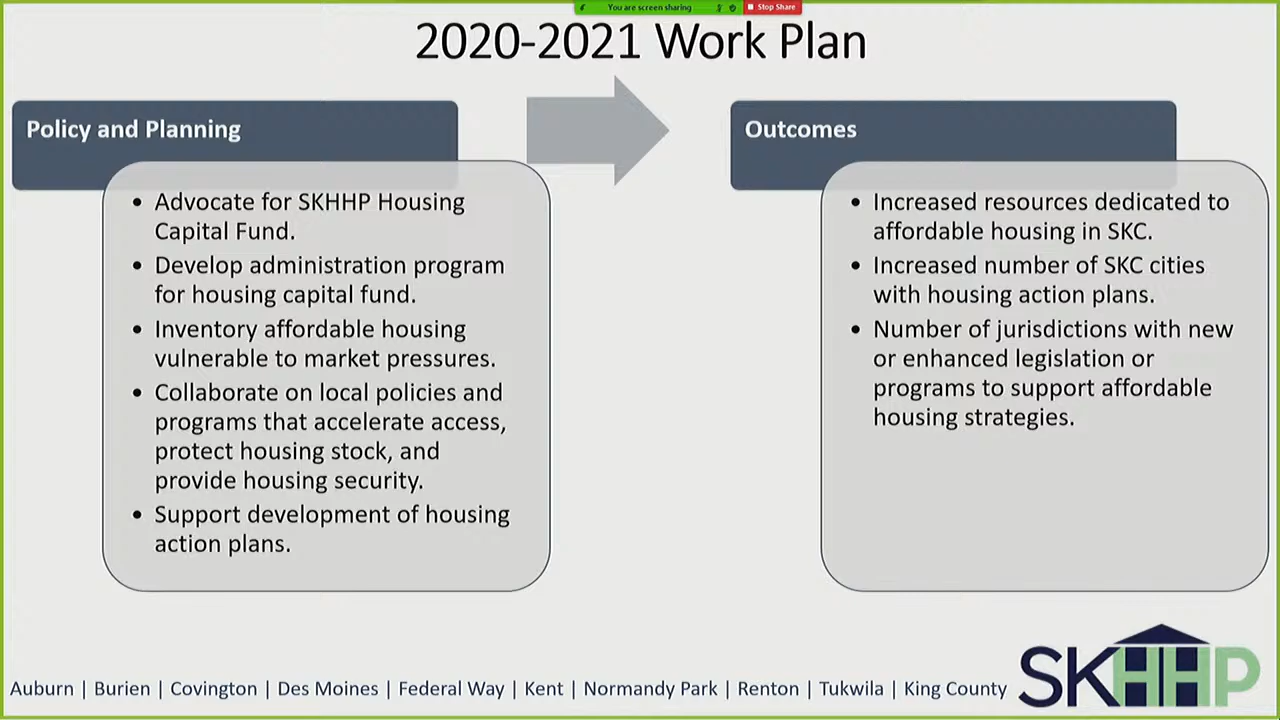 You are screen sharing
Stop Share
2020-2021 Work Plan
Policy and Planning
• Advocate for SKHHP Housing
Capital Fund.
• Develop administration program
for housing capital fund.
• Inventory affordable housing
vulnerable to market pressures.
• Collaborate on local policies and
programs that accelerate access,
protect housing stock, and
provide housing security.
• Support development of housing
action plans.
Outcomes
• Increased resources dedicated to
affordable housing in SKC.
• Increased number of SKC cities
with housing action plans.
• Number of jurisdictions with new
or enhanced legislation or
programs to support affordable
housing strategies.
Auburn | Burien | Covington | Des Moines | Federal Way | Kent | Normandy Park | Renton | Tukwila | King County
SKHHP